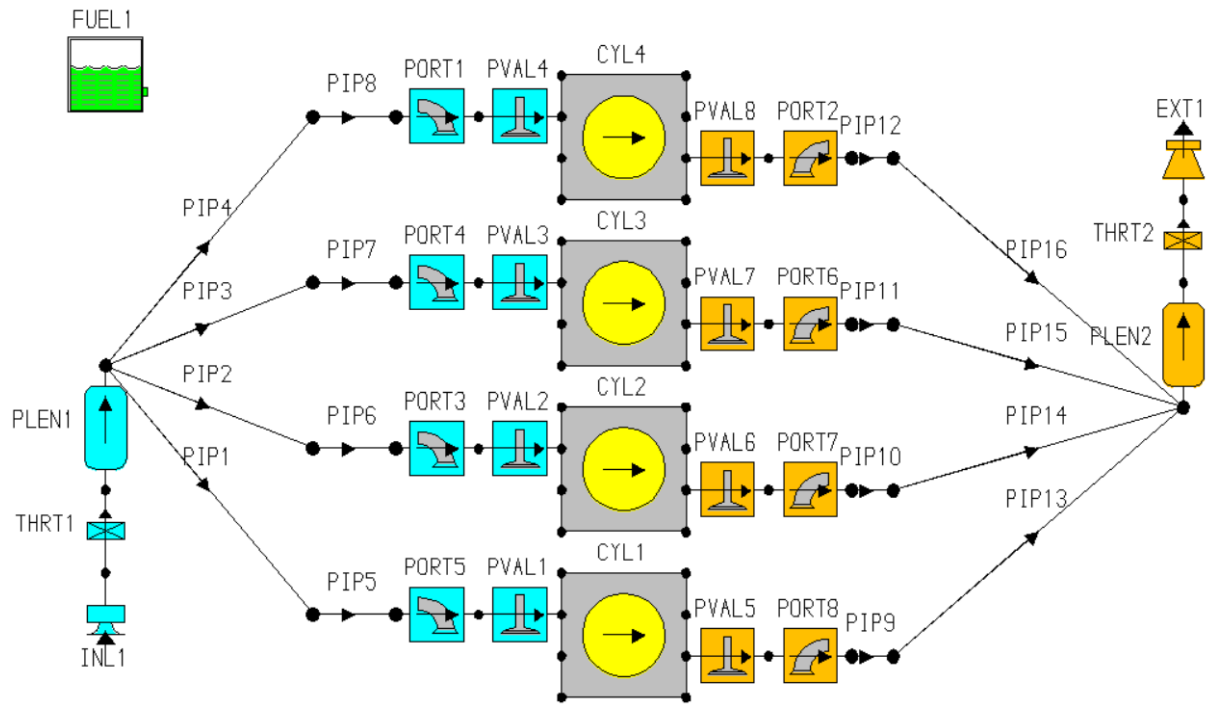 FUEL1
PIP8
PORT1
PVAL4
CYL4
PVAL8
PORT2
PIP12
EXT1
PIP4
PIP7
PORT4
PVAL3
CYL3
THRT2
PIP16
PIP3
PVAL7
PORT6
PIP11
PLEN2
PIP15
PIP2
PLEN1
PIP6
PORT3
PVAL2
CYL2
PIP14
PIP1
PVAL6
PORT7
PIP10
PIP13
THRT1
PIP5
PORT5
PVAL1
CYL1
PVAL5
PORT8
PIP9
INL1